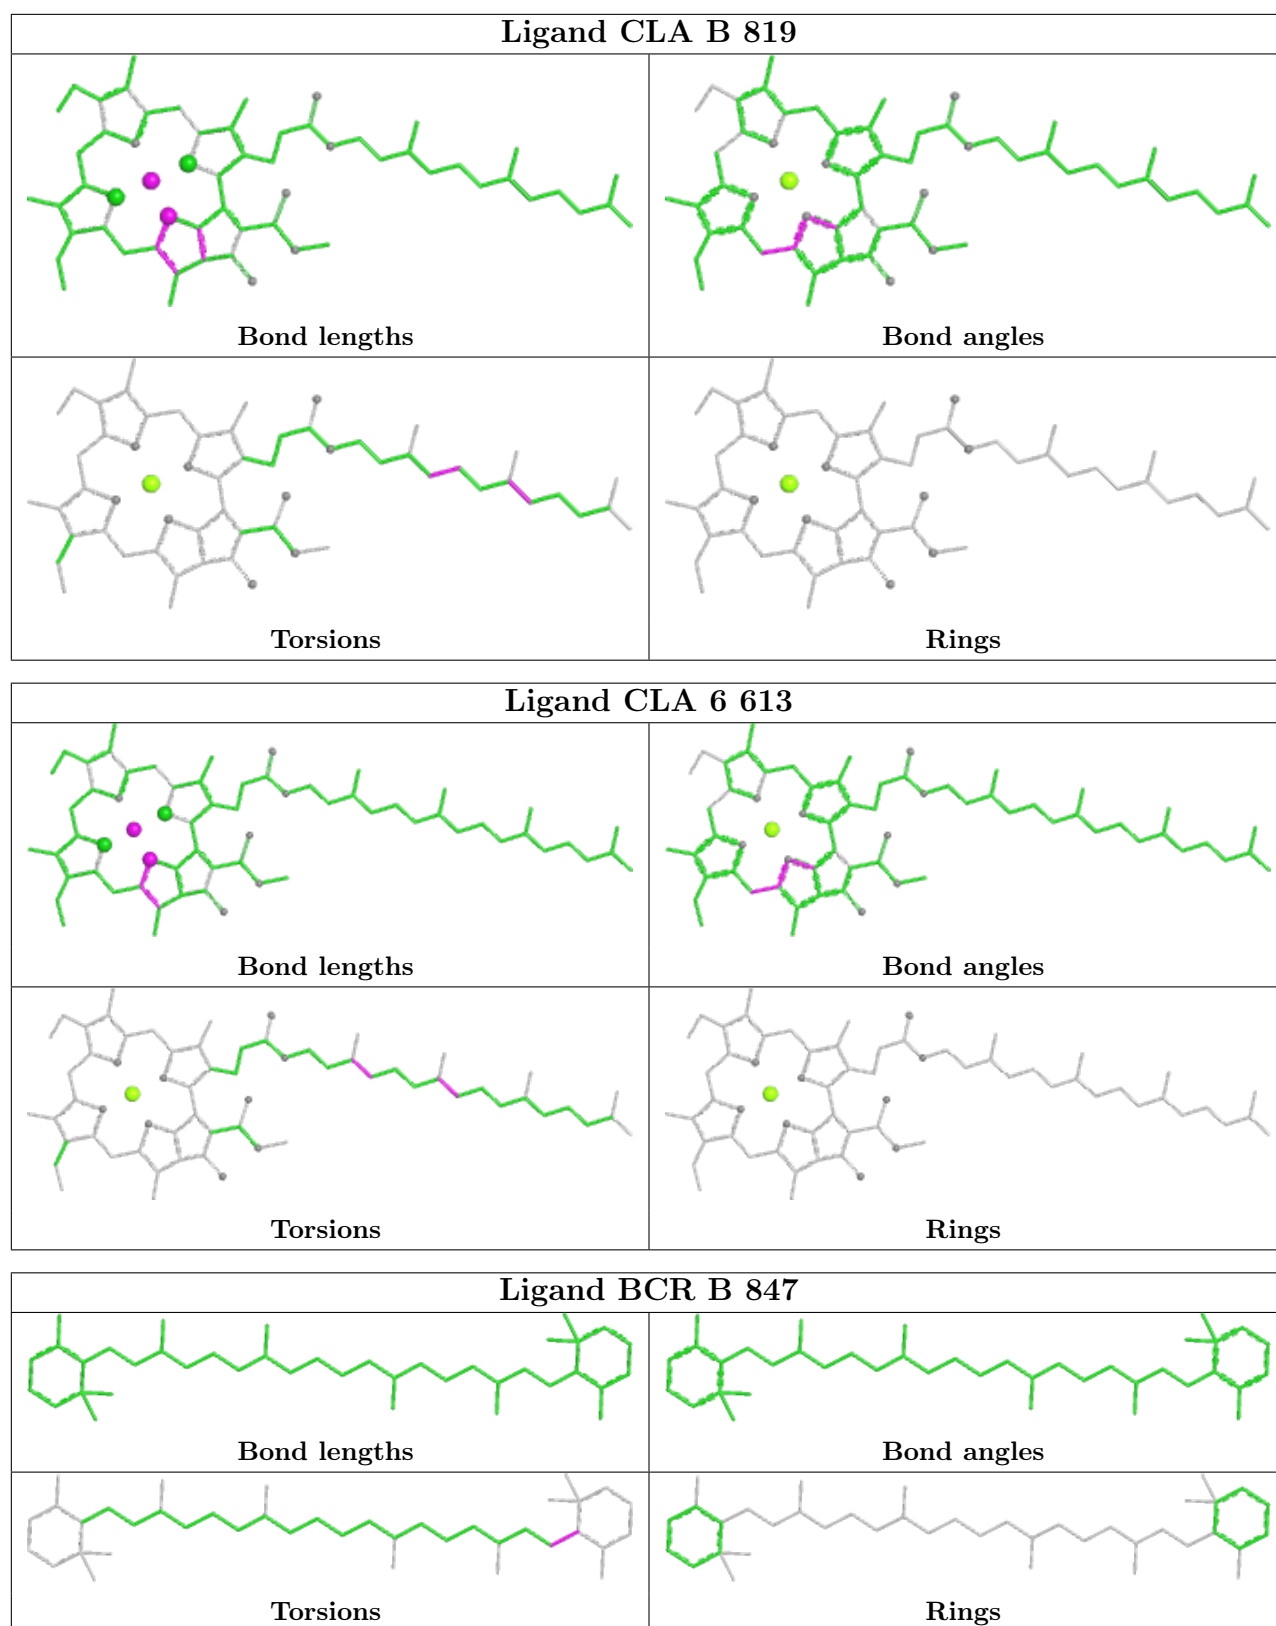 Ligand CLA B 819
Bond lengths
Bond angles
Torsions
Rings
Ligand CLA 6 613
Bond lengths
Bond angles
Torsions
Rings
Ligand BCR B 847
Bond lengths
Bond angles
Torsions
Rings